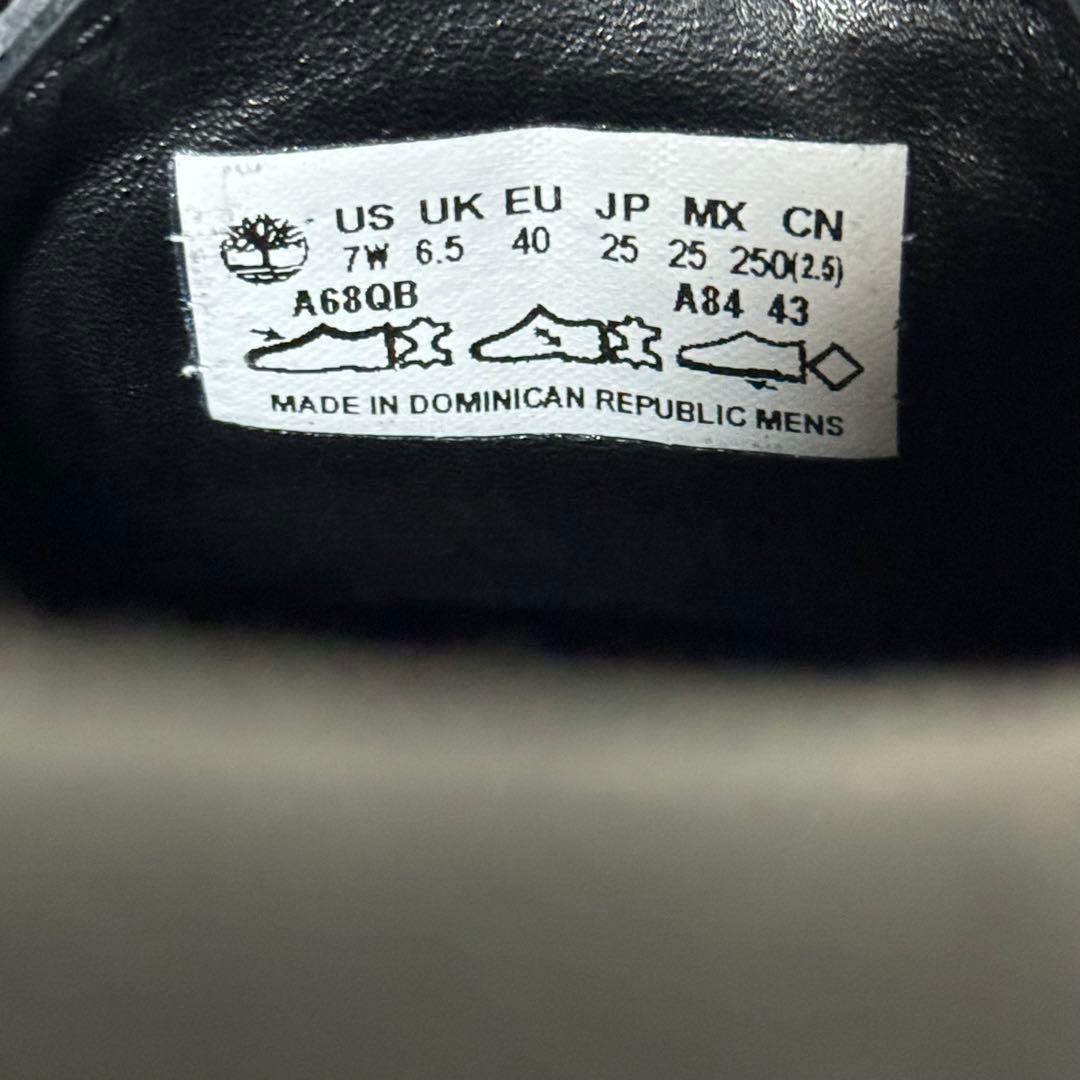 US UK EU JP MX CN
7W 6.5 40 25 25 250(2.5)
A68QB A84 43
MADE IN DOMINICAN REPUBLIC MENS